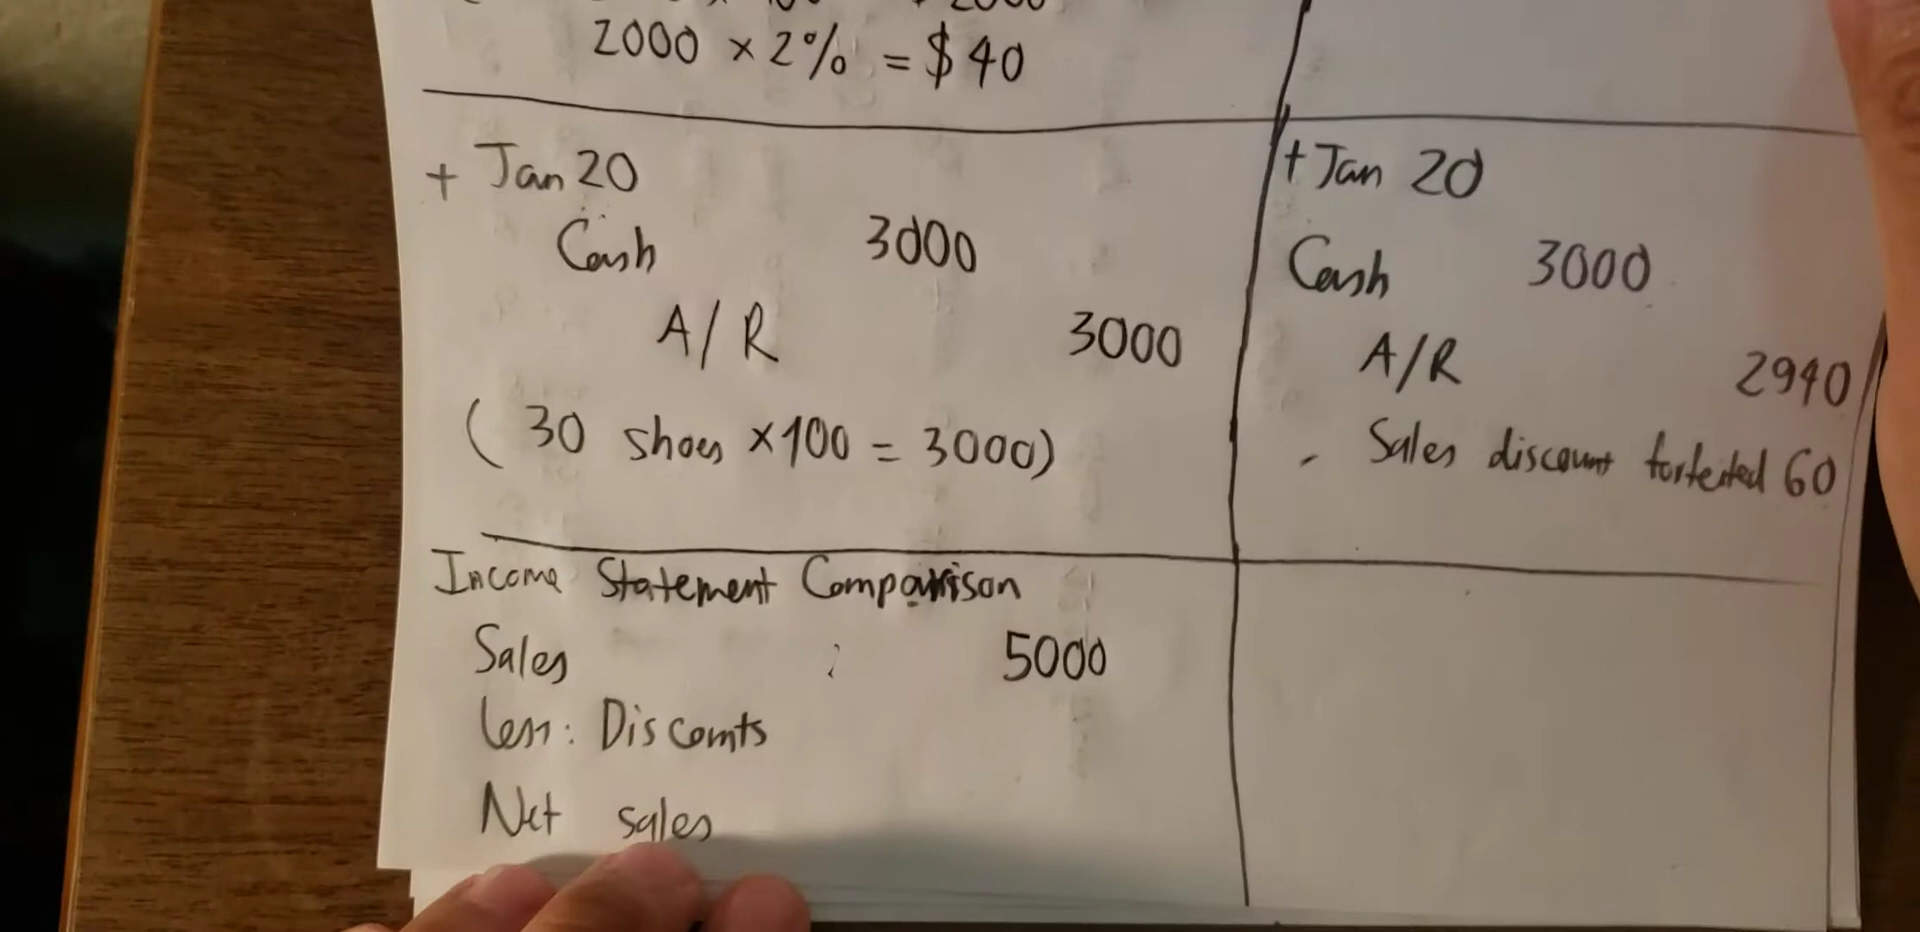 2000 × 2% = $40
+ Jan 20
Cash 3000
A/R 3000
( 30 shoes ×100 = 3000)
+ Jan 20
Cash 3000
A/R 2940
- Sales discount forfeited 60
Income Statement Comparison
Sales : 5000
Less: Discounts
Net sales